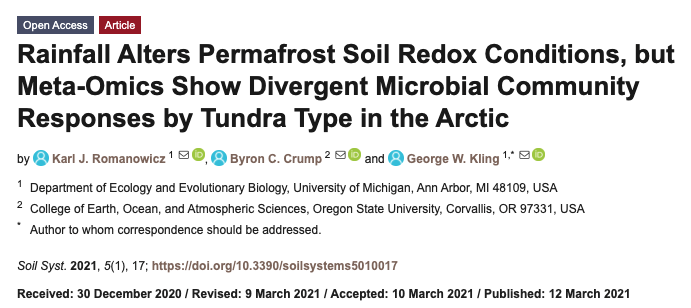 Open Access Article
Rainfall Alters Permafrost Soil Redox Conditions, but
Meta-Omics Show Divergent Microbial Community
Responses by Tundra Type in the Arctic
by Karl J. Romanowicz 1 iD, Byron C. Crump 2 iD and George W. Kling 1,* iD
1 Department of Ecology and Evolutionary Biology, University of Michigan, Ann Arbor, MI 48109, USA
2 College of Earth, Ocean, and Atmospheric Sciences, Oregon State University, Corvallis, OR 97331, USA
* Author to whom correspondence should be addressed.
Soil Syst. 2021, 5(1), 17; https://doi.org/10.3390/soilsystems5010017
Received: 30 December 2020 / Revised: 9 March 2021 / Accepted: 10 March 2021 / Published: 12 March 2021